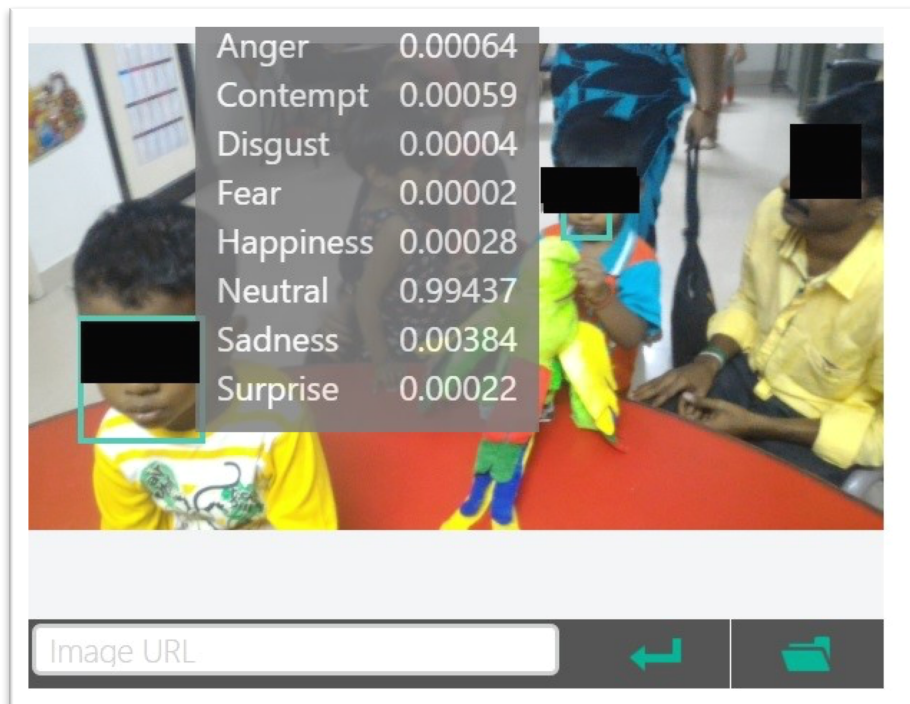 Anger 0.00064
Contempt 0.00059
Disgust 0.00004
Fear 0.00002
Happiness 0.00028
Neutral 0.99437
Sadness 0.00384
Surprise 0.00022
Image URL